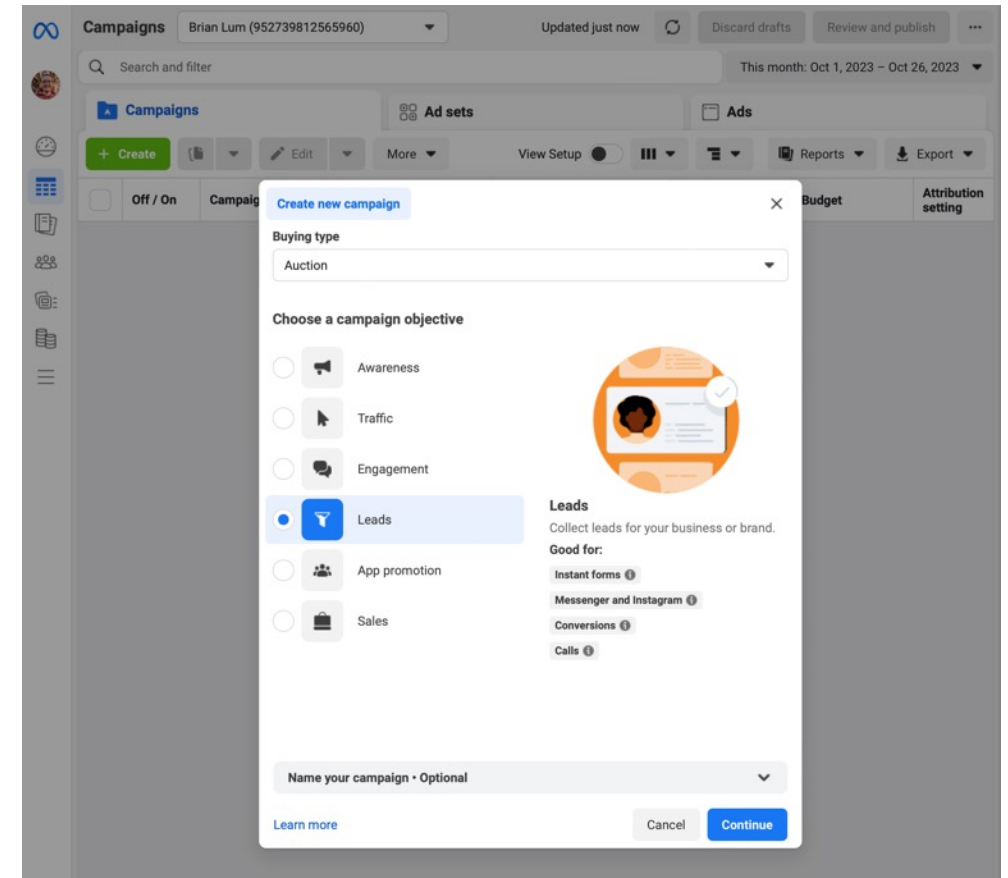 Campaigns
Brian Lum (952739812565960)
Updated just now
Discard drafts
Review and publish
Search and filter
This month: Oct 1, 2023 – Oct 26, 2023
Campaigns
Ad sets
Ads
+ Create
Edit
More
View Setup
Reports
Export
Off / On
Campaig
Budget
Attribution
setting
Create new campaign
Buying type
Auction
Choose a campaign objective
Awareness
Traffic
Engagement
Leads
App promotion
Sales
Leads
Collect leads for your business or brand.
Good for:
Instant forms
Messenger and Instagram
Conversions
Calls
Name your campaign • Optional
Learn more
Cancel
Continue